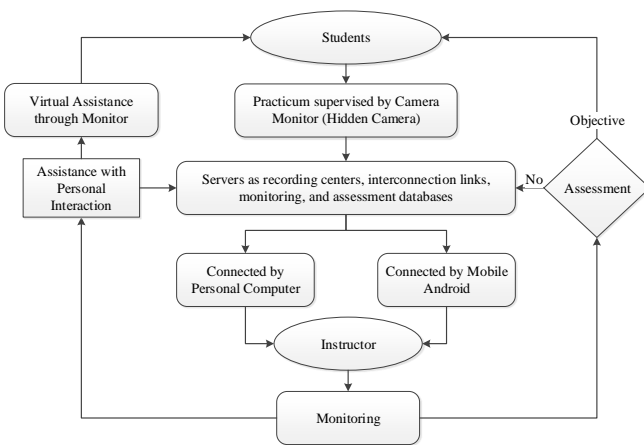 Students
Virtual Assistance
through Monitor
Practicum supervised by Camera
Monitor (Hidden Camera)
Objective
Assistance with
Personal
Interaction
Servers as recording centers, interconnection links,
monitoring, and assessment databases
No
Assessment
Connected by
Personal Computer
Connected by Mobile
Android
Instructor
Monitoring